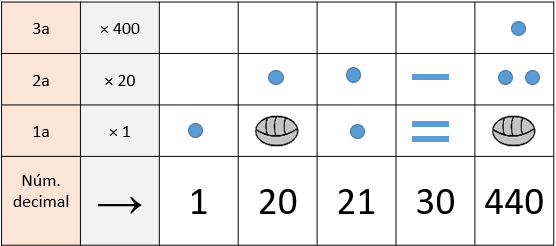 3a × 400
2a × 20
1a × 1
Núm.
decimal → 1 20 21 30 440